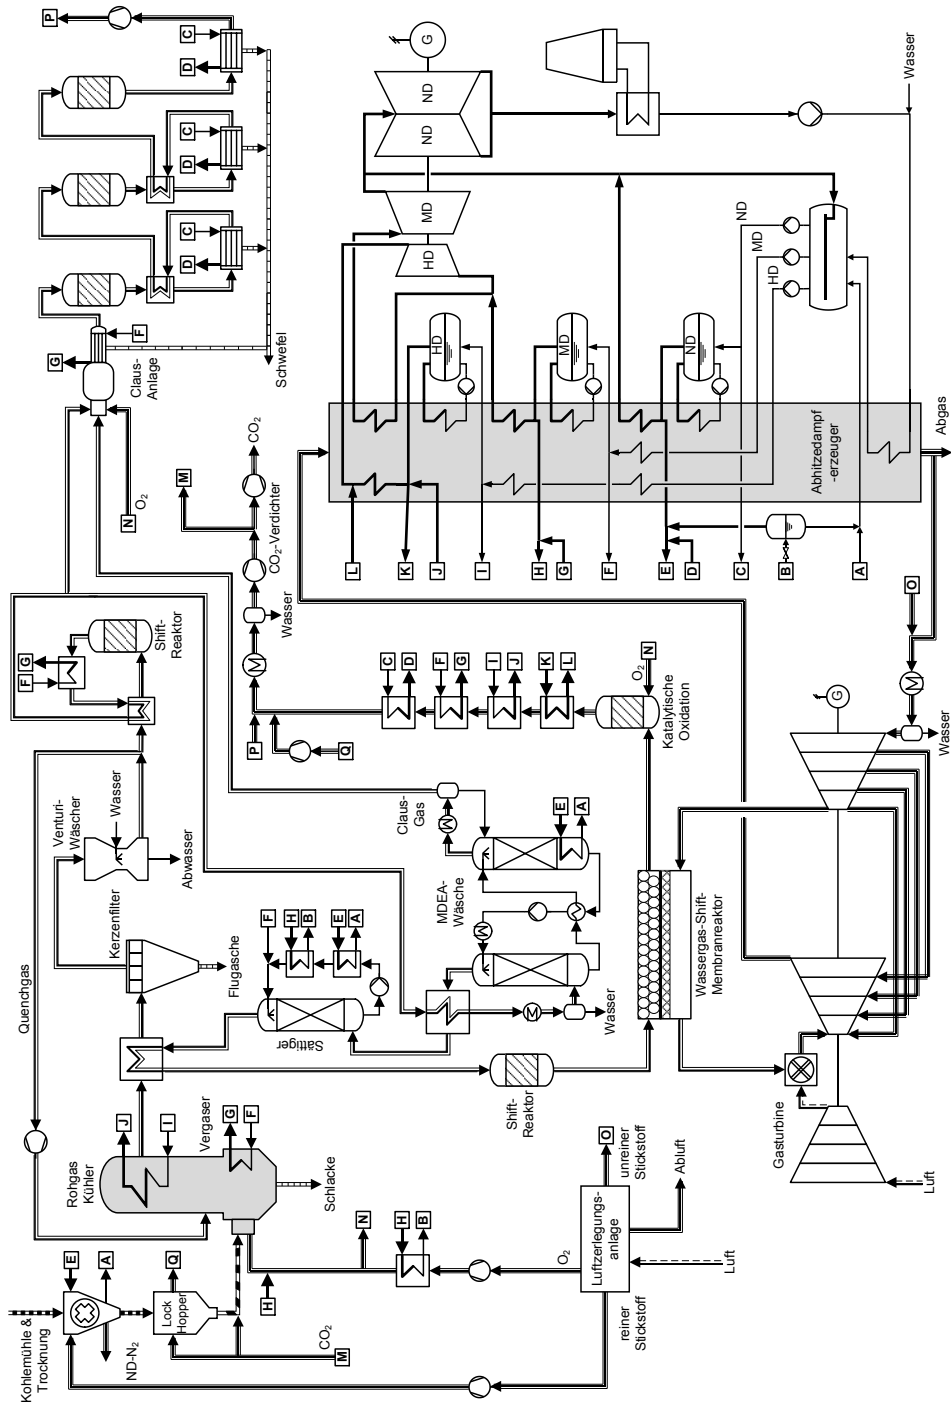 Kohlemühle &
Trocknung
E
A
ND-N₂
Lock
Hopper
Q
CO₂
M
Quenchgas
Rohgas
Kühler
J
I
Vergaser
G
F
Schlacke
H
N
H
B
O₂
Luftzerlegungs-
anlage
reiner
Stickstoff
O
unreiner
Stickstoff
Abluft
Luft
Kerzenfilter
Flugasche
Venturi-
Wäscher
Wasser
Abwasser
F
G
Shift-
Reaktor
Sättiger
F
H
B
E
A
Shift-
Reaktor
MDEA-
Wäsche
Claus-
Gas
E
A
Wasser
N
O₂
Claus-
Anlage
G
F
Schwefel
D
C
D
C
D
C
P
M
CO₂-Verdichter
CO₂
Wasser
P
Q
C
D
F
G
I
J
K
L
N
O₂
Katalytische
Oxidation
Wassergas-Shift-
Membranreaktor
Gasturbine
Luft
G
Wasser
O
Abgas
Abhitzedampf
-erzeuger
L
K
J
I
H
G
F
E
D
C
B
A
HD
MD
ND
HD
MD
ND
HD
MD
ND
ND
G
Wasser